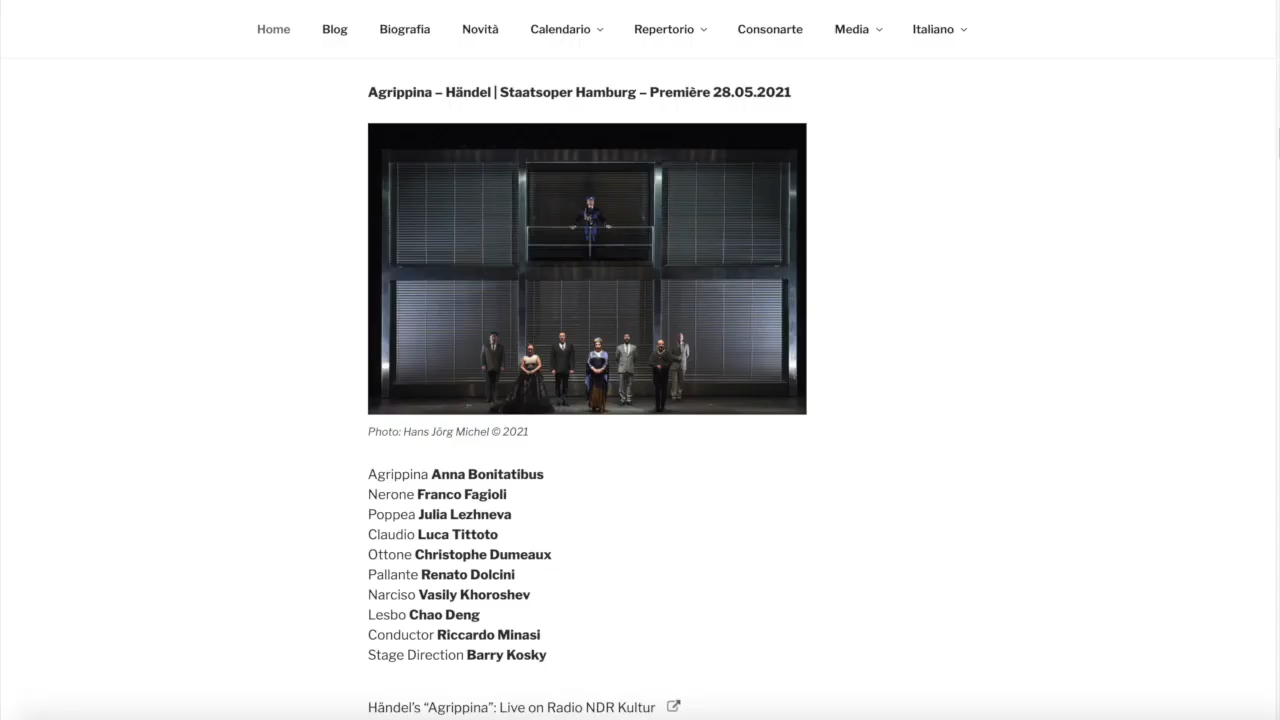 Home Blog Biografia Novità Calendario Repertorio Consonarte Media Italiano
Agrippina – Händel | Staatsoper Hamburg – Première 28.05.2021
Photo: Hans Jörg Michel © 2021
Agrippina Anna Bonitatibus
Nerone Franco Fagioli
Poppea Julia Lezhneva
Claudio Luca Tittoto
Ottone Christophe Dumeaux
Pallante Renato Dolcini
Narciso Vasily Khoroshev
Lesbo Chao Deng
Conductor Riccardo Minasi
Stage Direction Barry Kosky
Händel’s “Agrippina”: Live on Radio NDR Kultur